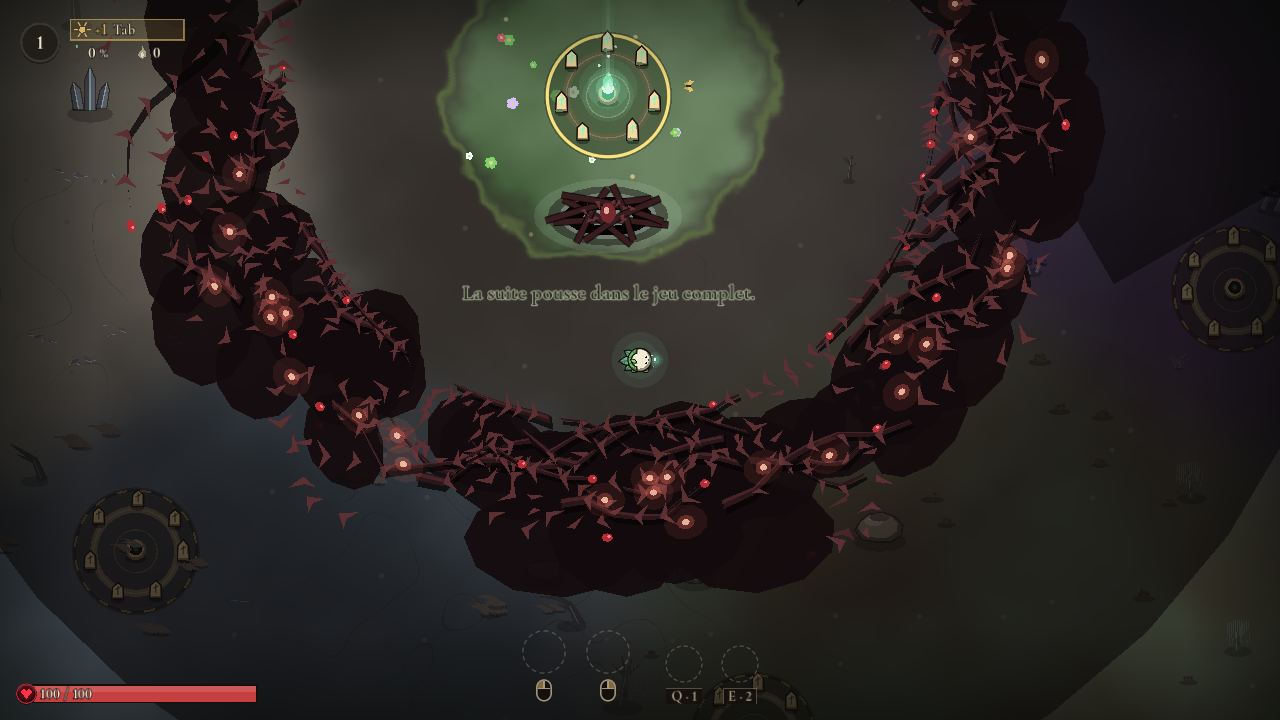 1
+1 Tab
0 %
0
La suite pousse dans le jeu complet.
100 / 100
Q · 1
E · 2